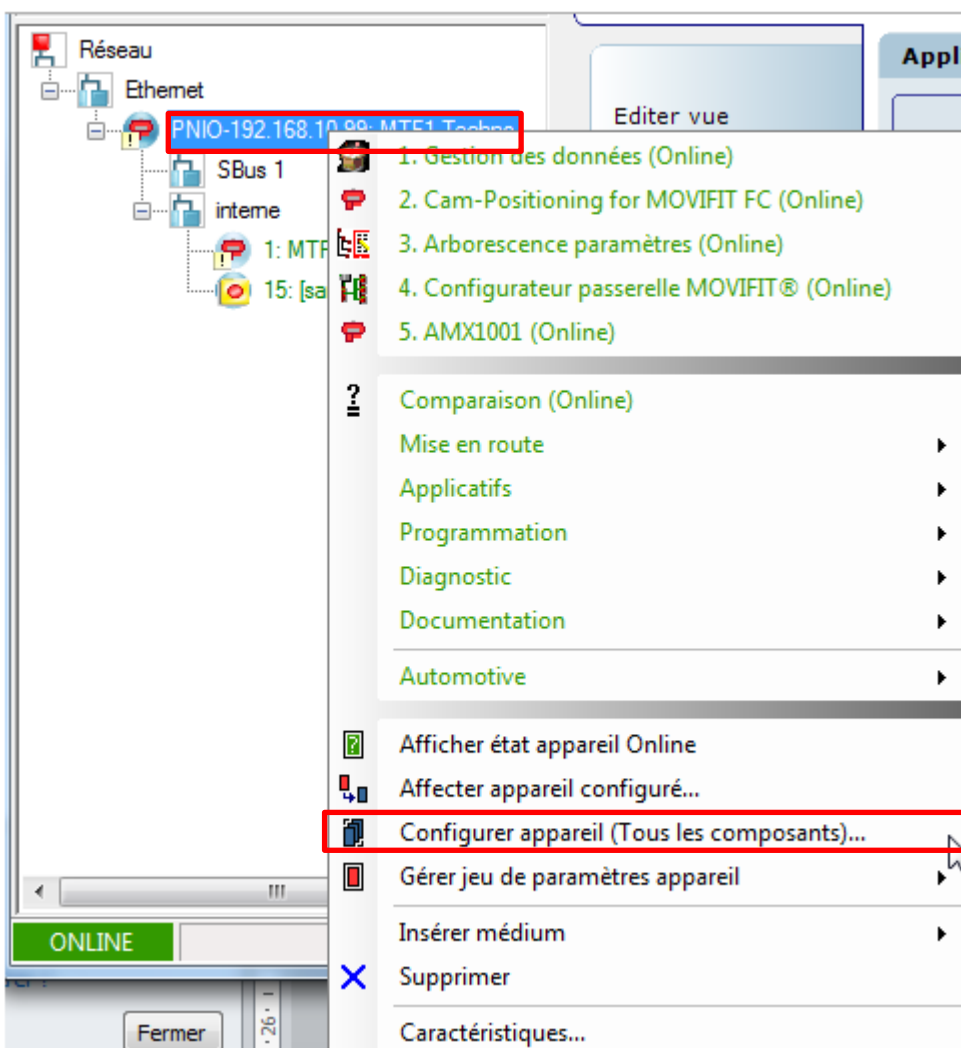 Réseau
Ethernet
PNIO-192.168.10.99: MTF1 Techno
SBus 1
interne
1: MTF
15: [sa
Editer vue
Appl
1. Gestion des données (Online)
2. Cam-Positioning for MOVIFIT FC (Online)
3. Arborescence paramètres (Online)
4. Configurateur passerelle MOVIFIT® (Online)
5. AMX1001 (Online)
Comparaison (Online)
Mise en route
Applicatifs
Programmation
Diagnostic
Documentation
Automotive
Afficher état appareil Online
Affecter appareil configuré...
Configurer appareil (Tous les composants)...
Gérer jeu de paramètres appareil
Insérer médium
Supprimer
Caractéristiques...
ONLINE
Fermer
26